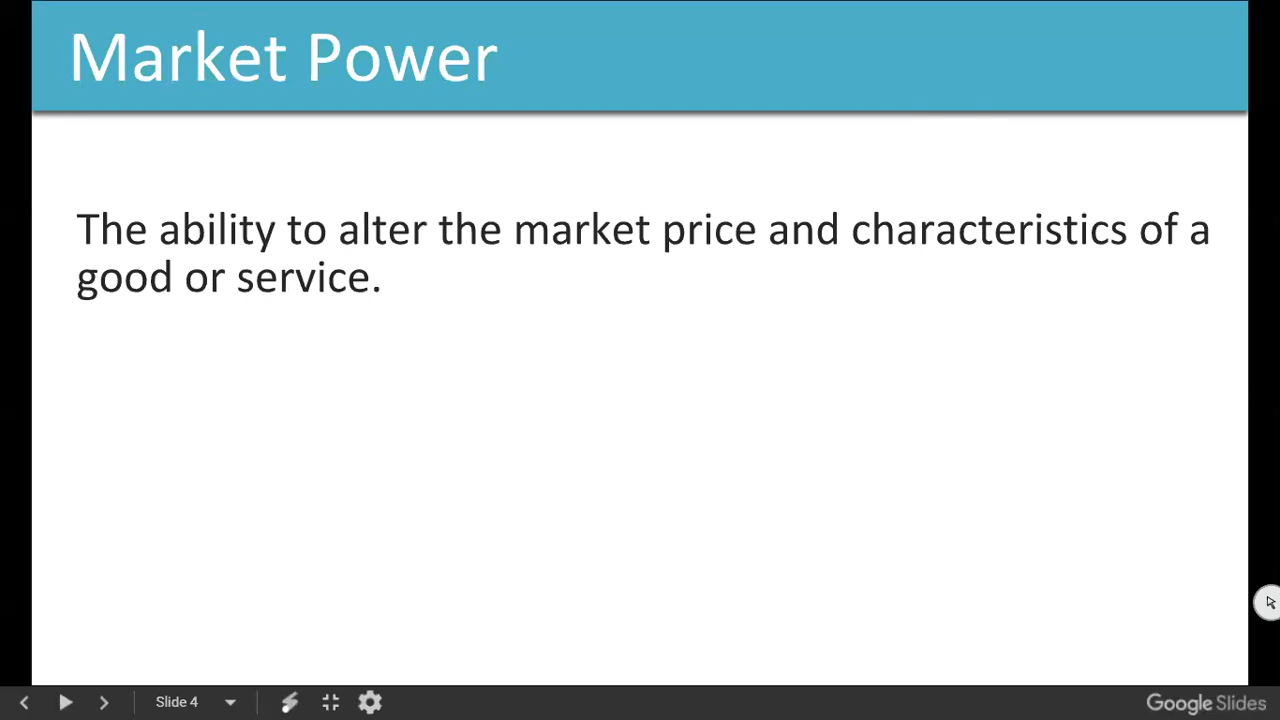 Market Power
The ability to alter the market price and characteristics of a
good or service.
Slide 4
Google Slides